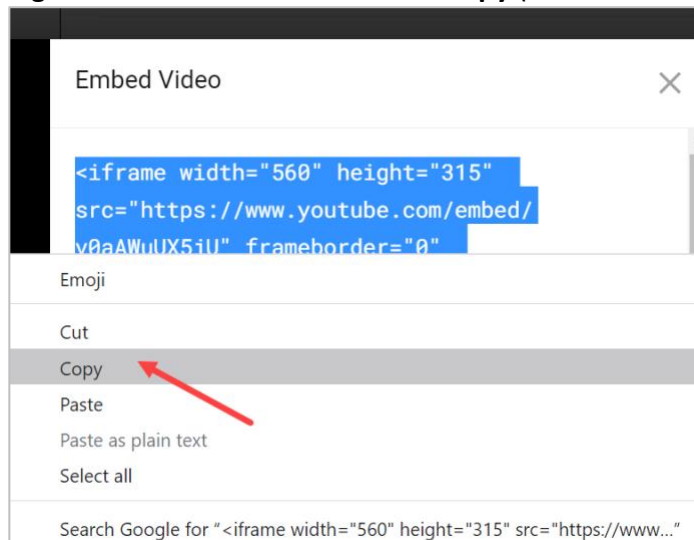 Embed Video
<iframe width="560" height="315"
src="https://www.youtube.com/embed/
v0aAWuUX5jU" frameborder="0"
Emoji
Cut
Copy
Paste
Paste as plain text
Select all
Search Google for “<iframe width="560" height="315" src="https://www...”